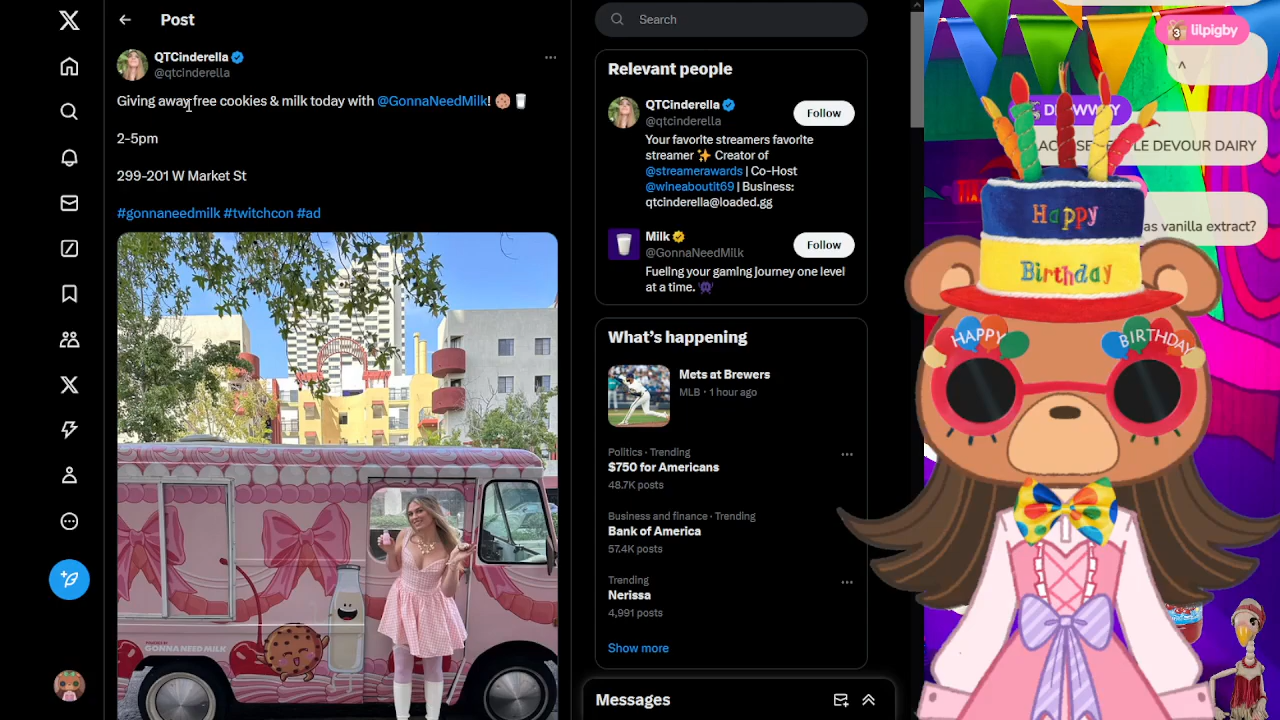 Post
Search
QTCinderella
@qtcinderella
Giving away free cookies & milk today with @GonnaNeedMilk! 🍪🥛
2-5pm
299-201 W Market St
#gonnaneedmilk #twitchcon #ad
GONNA NEED MILK
Relevant people
QTCinderella
@qtcinderella
Follow
Your favorite streamers favorite
streamer ✨ Creator of
@streamerawards | Co-Host
@wineaboutit69 | Business:
qtcinderella@loaded.gg
Milk
@GonnaNeedMilk
Follow
Fueling your gaming journey one level
at a time. 👾
What's happening
Mets at Brewers
MLB · 1 hour ago
Politics · Trending
$750 for Americans
48.7K posts
Business and finance · Trending
Bank of America
57.4K posts
Trending
Nerissa
4,991 posts
Show more
Messages
3 lilpigby
^
DEVOUR DAIRY
as vanilla extract?
Happy
Birthday
HAPPY
BIRTHDAY